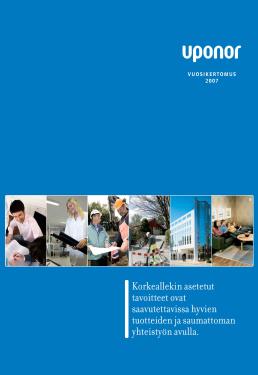 uponor
VUOSIKERTOMUS
2007
Korkeallekin asetetut
tavoitteet ovat
saavutettavissa hyvien
tuotteiden ja saumattoman
yhteistyön avulla.